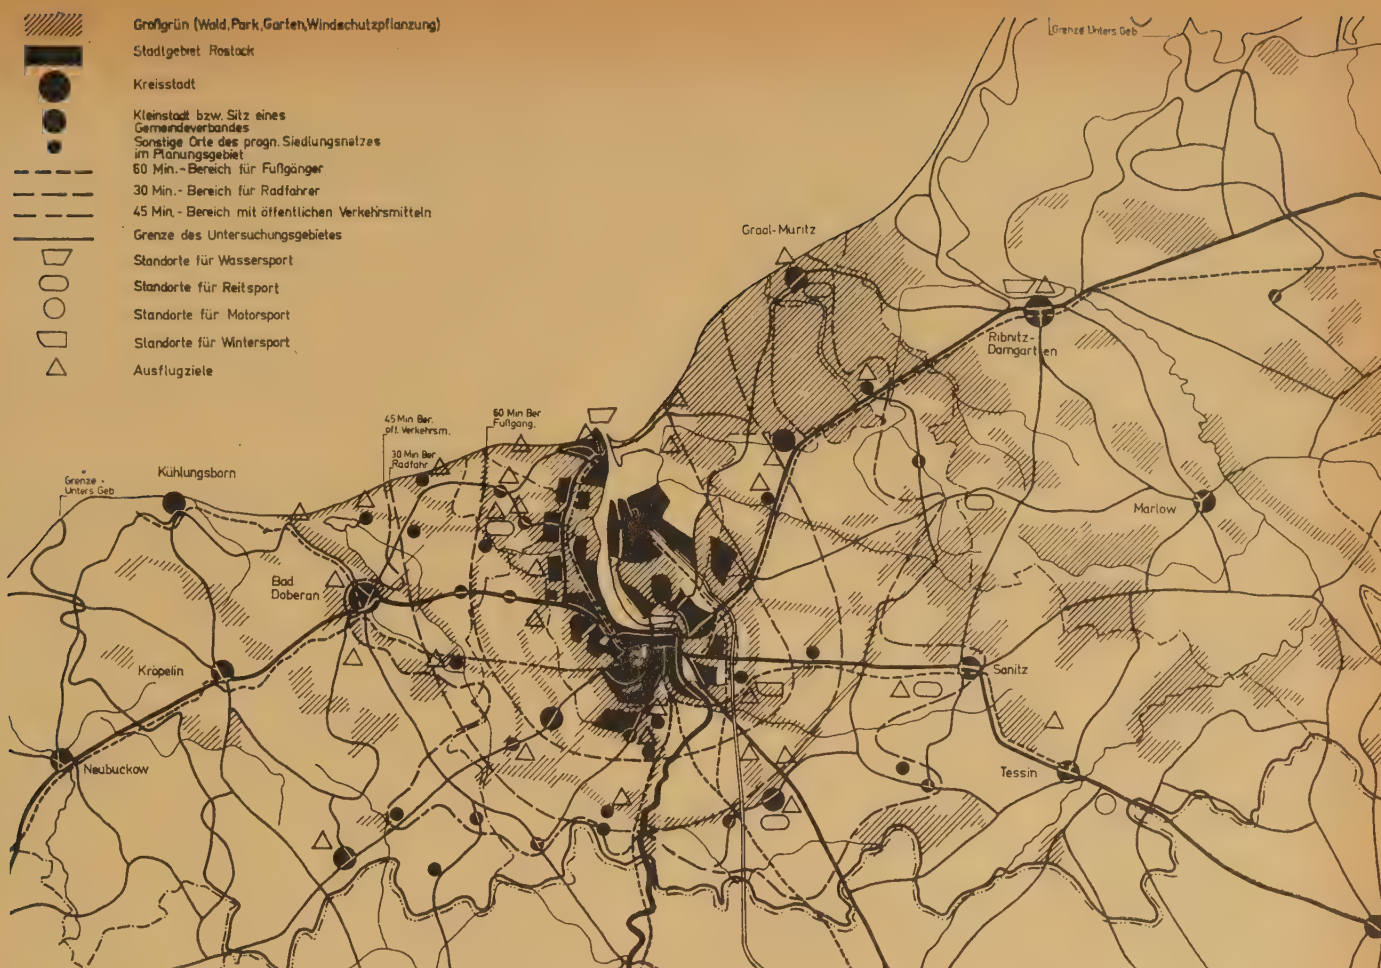 Großgrün (Wald, Park, Garten, Windschutzpflanzung)
Stadtgebiet Rostock
Kreisstadt
Kleinstadt bzw. Sitz eines
Gemeindeverbandes
Sonstige Orte des progn. Siedlungsnetzes
im Planungsgebiet
60 Min.-Bereich für Fußgänger
30 Min.-Bereich für Radfahrer
45 Min.-Bereich mit öffentlichen Verkehrsmitteln
Grenze des Untersuchungsgebietes
Standorte für Wassersport
Standorte für Reitsport
Standorte für Motorsport
Standorte für Wintersport
Ausflugziele
Grenze Unters Geb
Graal-Müritz
Ribnitz-
Damgarten
45 Min Ber.
öff. Verkehrsm.
60 Min Ber
Fußgäng.
30 Min Ber
Radfahr
Kühlungsborn
Grenze
Unters Geb
Marlow
Bad
Doberan
Kröpelin
Sanitz
Neubuckow
Tessin